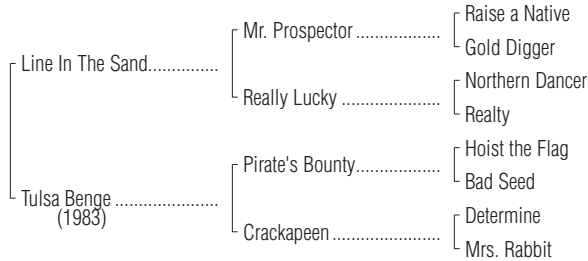 Raise a Native
Mr. Prospector ..................
Gold Digger
Line In The Sand...............
Northern Dancer
Really Lucky .....................
Realty
Hoist the Flag
Pirate's Bounty..................
Bad Seed
Tulsa Benge ......................
(1983)
Determine
Crackapeen .......................
Mrs. Rabbit